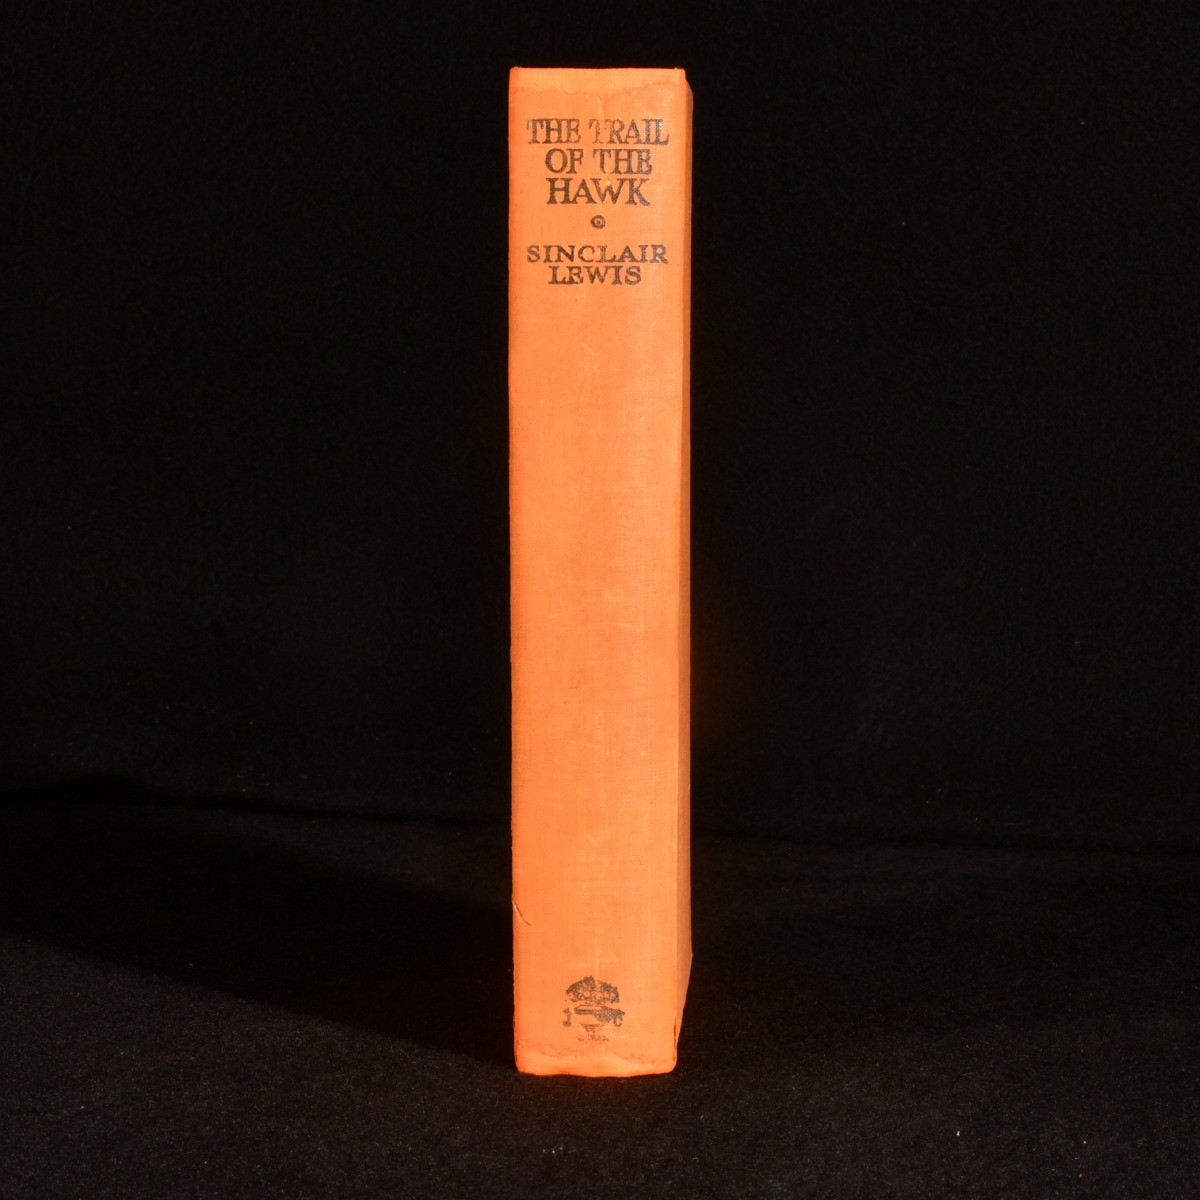 THE TRAIL
OF THE
HAWK
SINCLAIR
LEWIS